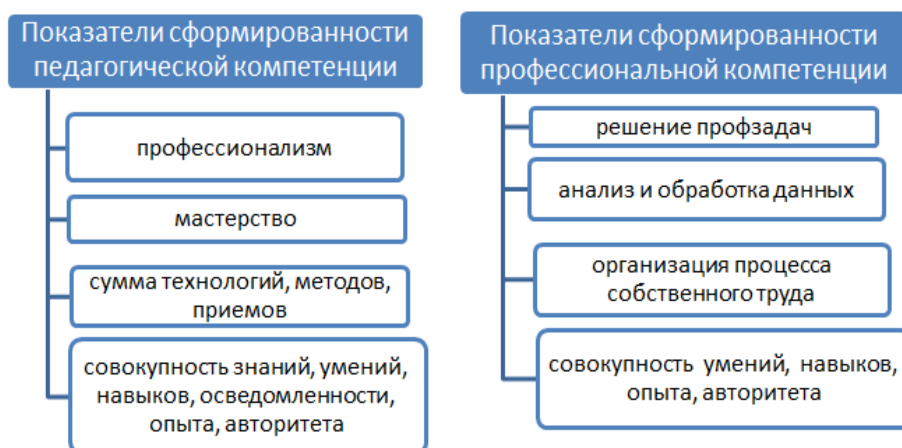 Показатели сформированности
педагогической компетенции
профессионализм
мастерство
сумма технологий, методов,
приемов
совокупность знаний, умений,
навыков, осведомленности,
опыта, авторитета
Показатели сформированности
профессиональной компетенции
решение профзадач
анализ и обработка данных
организация процесса
собственного труда
совокупность умений, навыков,
опыта, авторитета